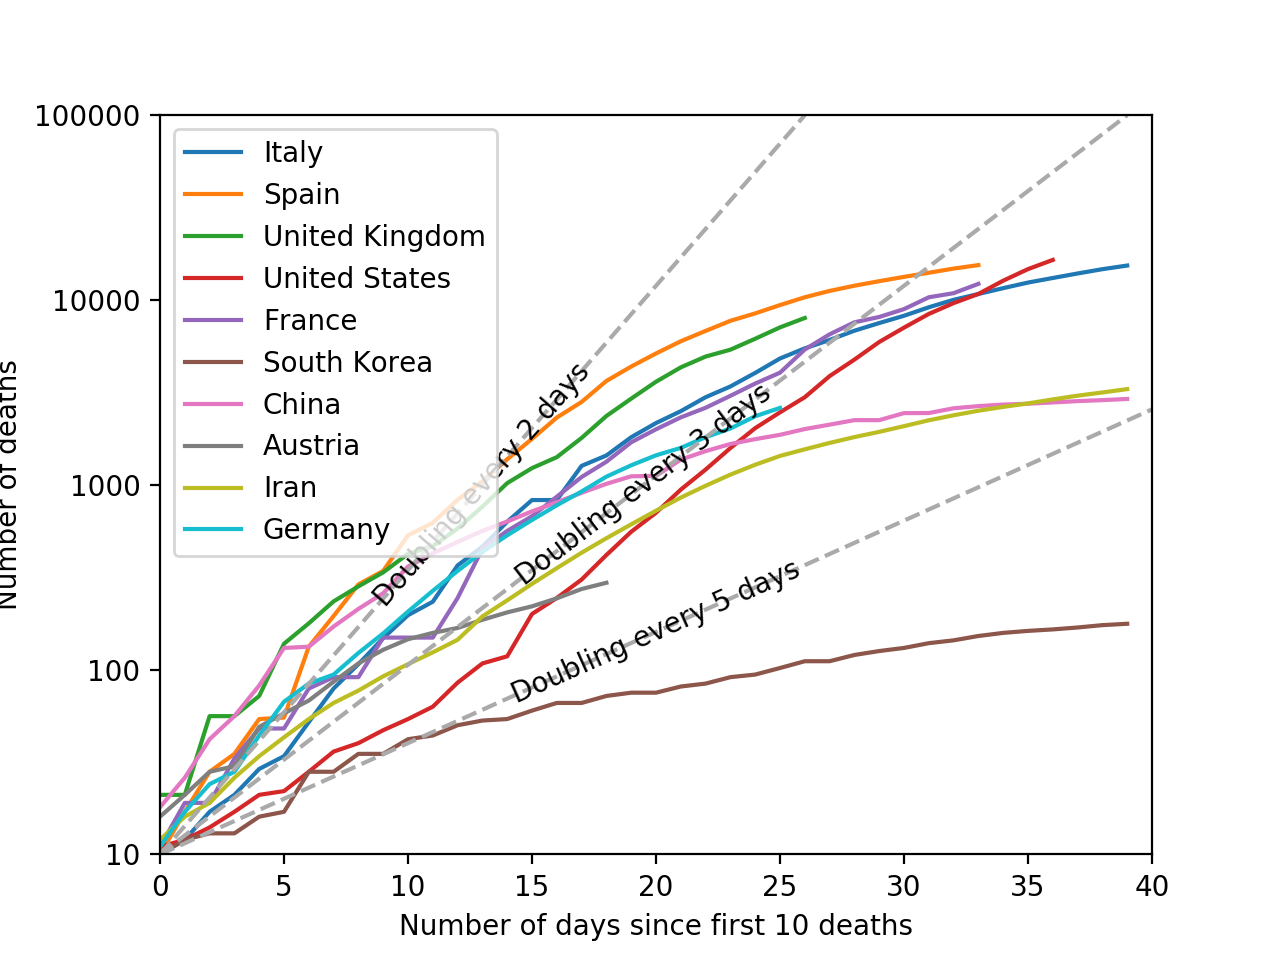 100000
10000
1000
100
10
Number of deaths
Italy
Spain
United Kingdom
United States
France
South Korea
China
Austria
Iran
Germany
Doubling every 2 days
Doubling every 3 days
Doubling every 5 days
0 5 10 15 20 25 30 35 40
Number of days since first 10 deaths